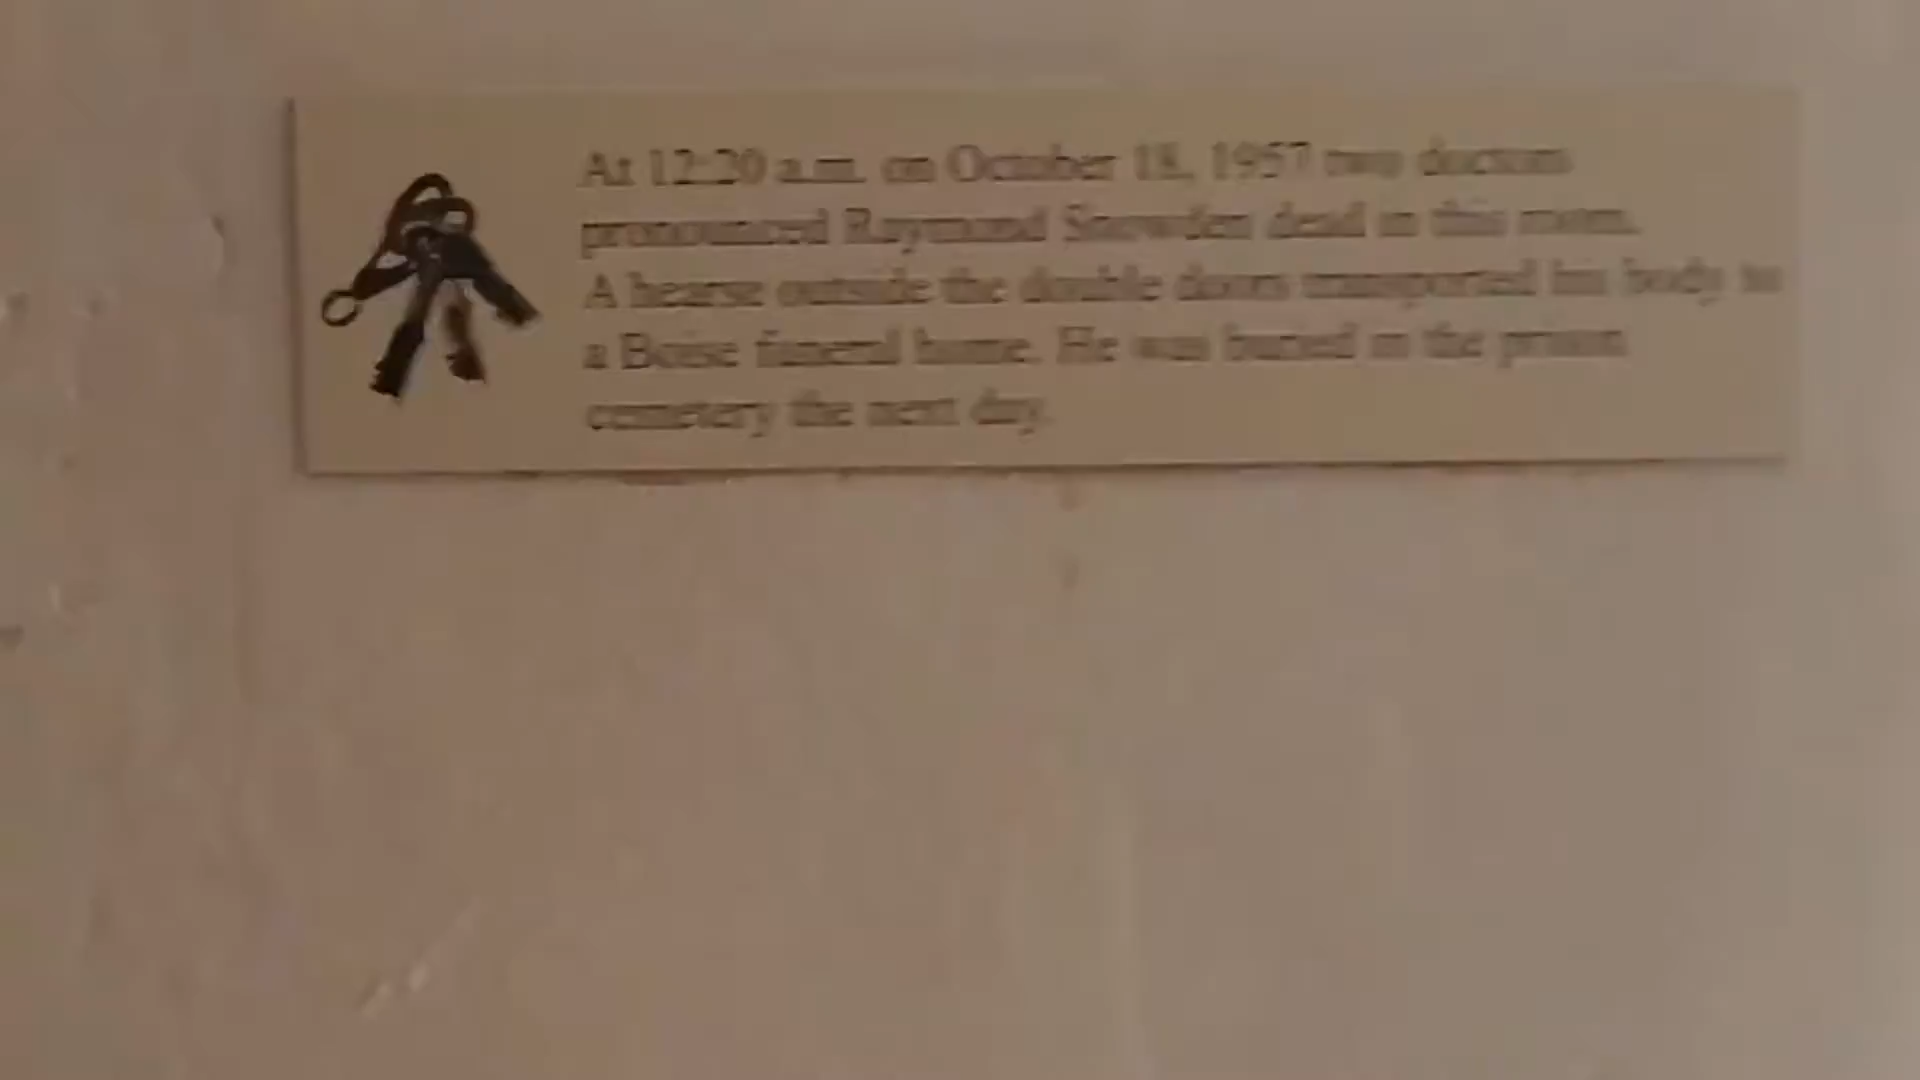 At 12:20 a.m. on October 18, 1957 two doctors
pronounced Raymond Snowden dead in this room.
A hearse outside the double doors transported his body to
a Boise funeral home. He was buried in the prison
cemetery the next day.